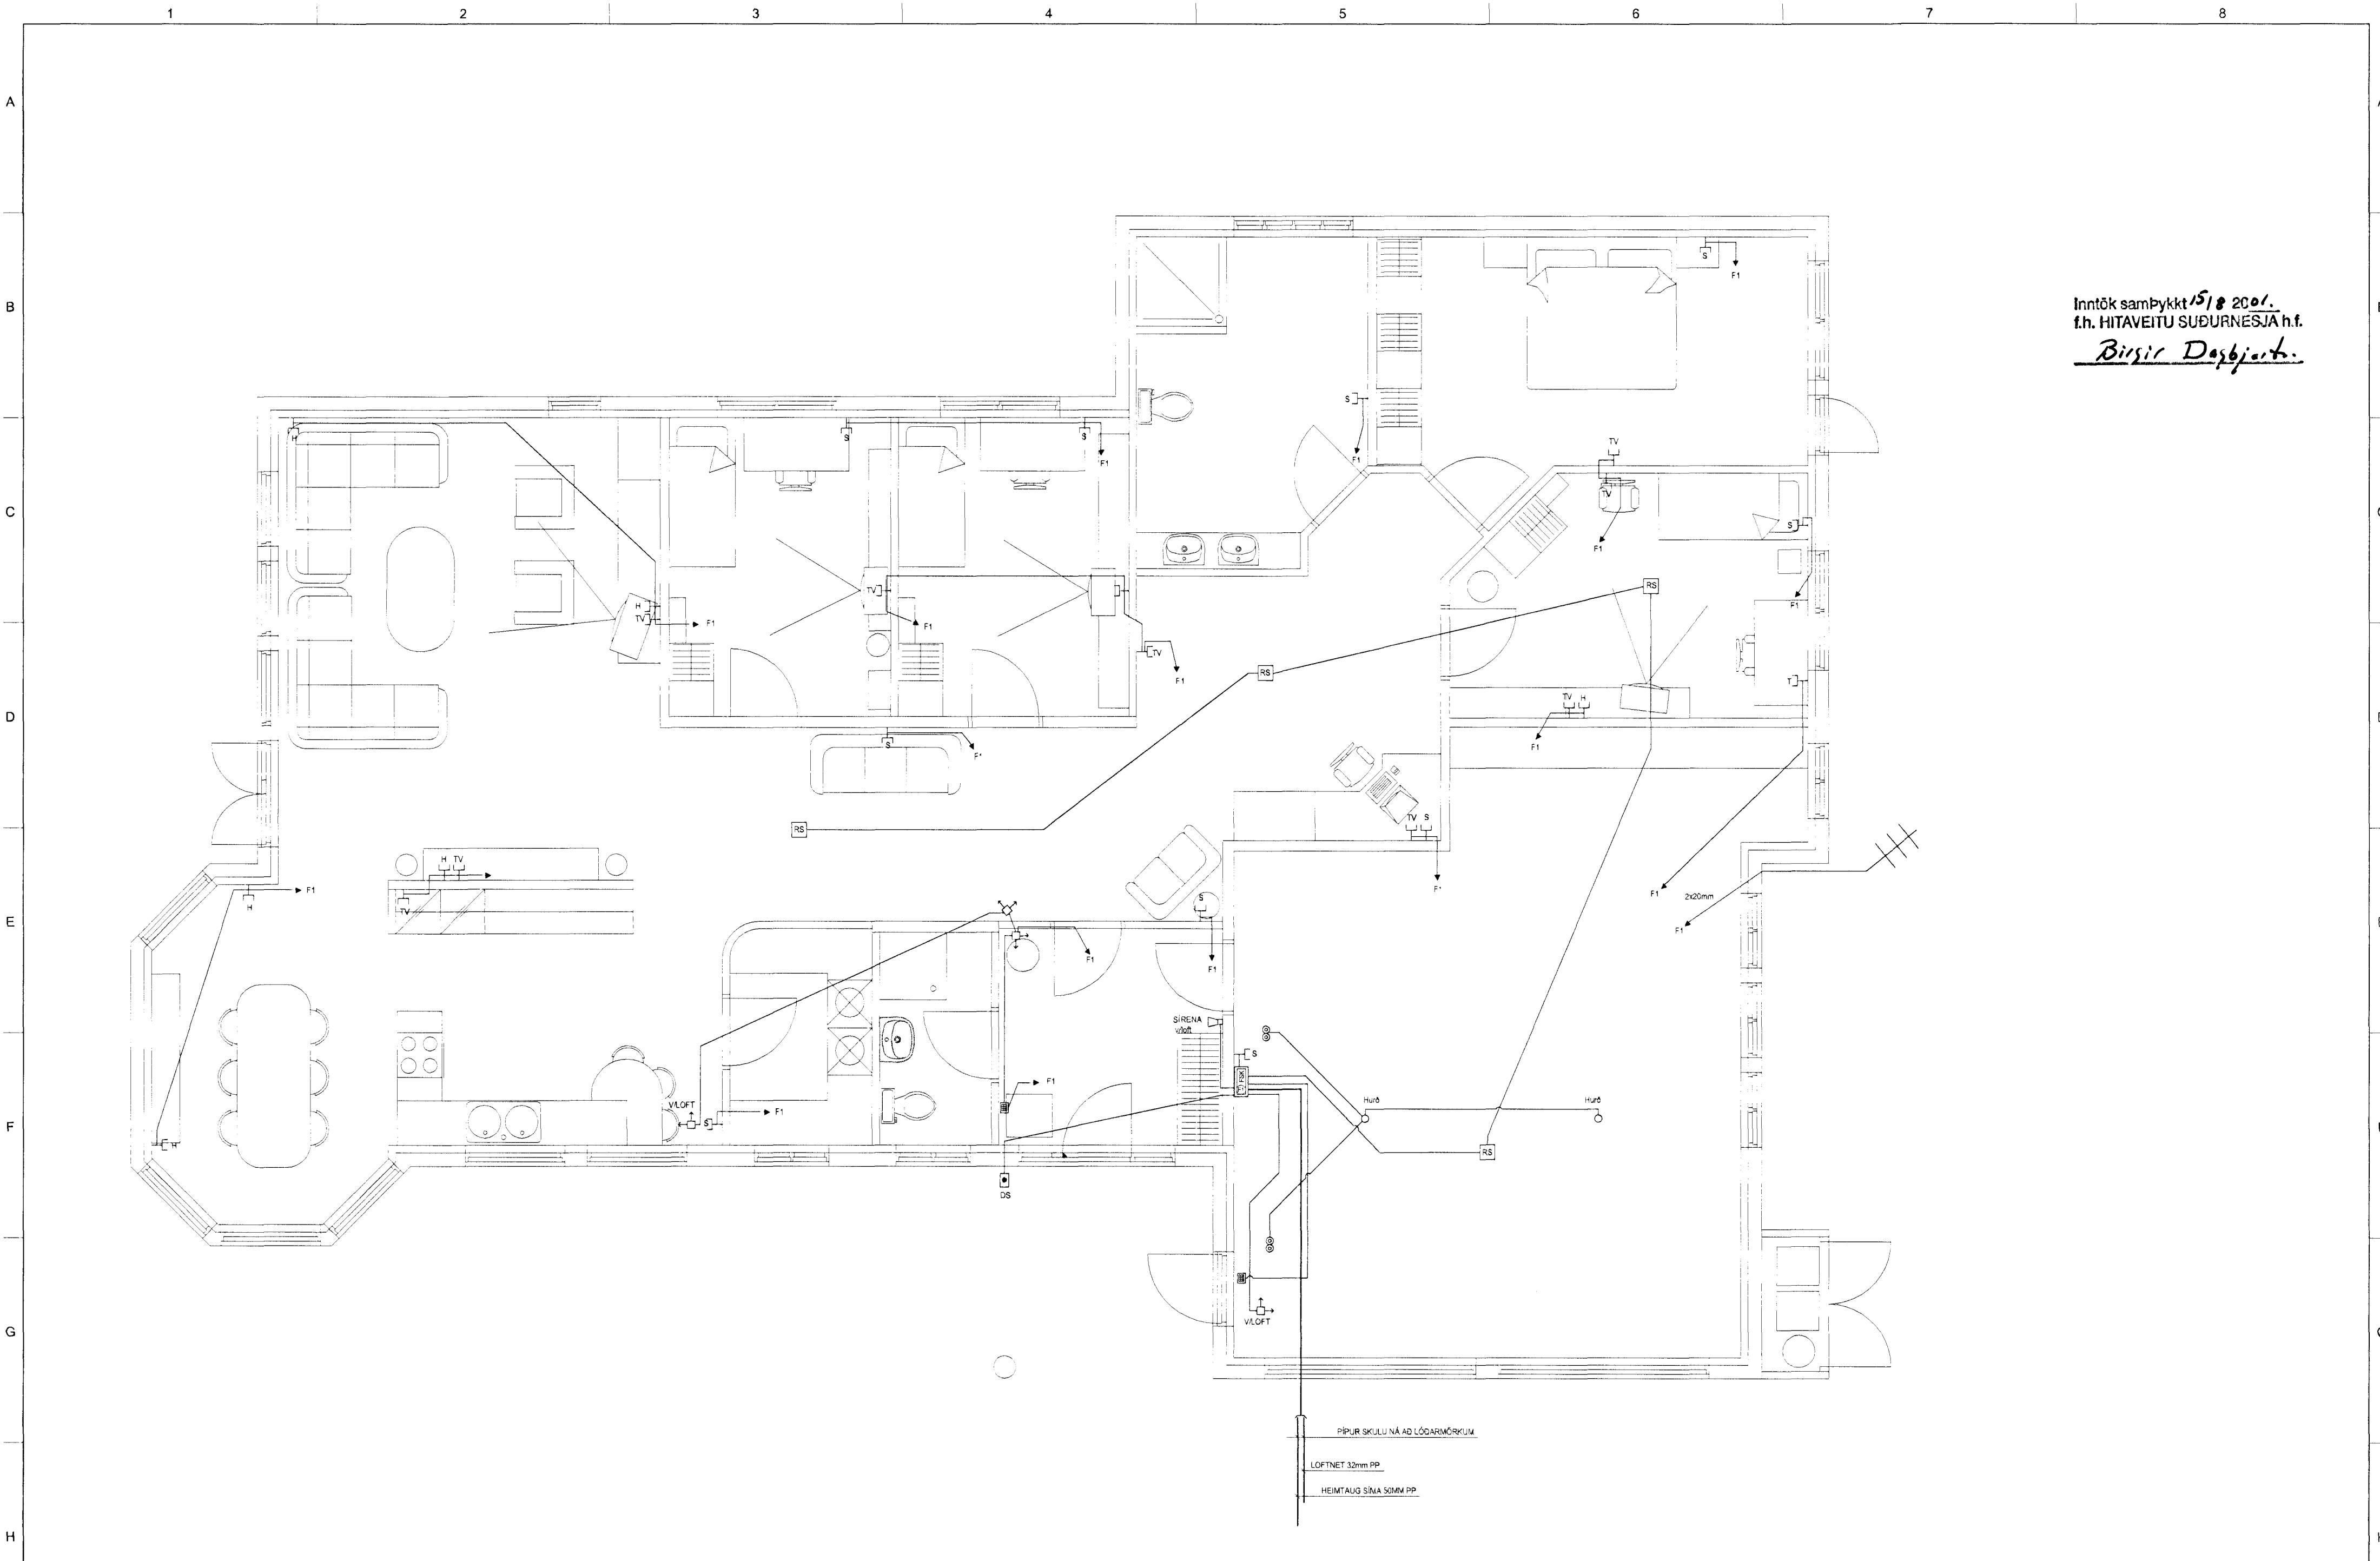 1 2 3 4 5 6 7 8
A
B
Inntök samþykkt 15/8 2001.
f.h. HITAVEITU SUÐURNESJA h.f.
Birgir Dagbjart.
S
F1
S
F1
H
S
S
F1
TV
TV
F1
C
S
F1
H
TV
F1
TV
F1
TV
F1
RS
RS
T
TV H
F1
D
S
F1
RS
TV S
F1
H TV
TV
H
F1
F1
2x20mm
F1
E
S
F1
F1
SÍRENA
v/loft
S
FSK
F1
V/LOFT
S
F1
Hurð
Hurð
F
H
RS
DS
V/LOFT
G
PÍPUR SKULU NÁ AÐ LÓÐARMÖRKUM
LOFTNET 32mm PP
HEIMTAUG SÍMA 50MM PP
H